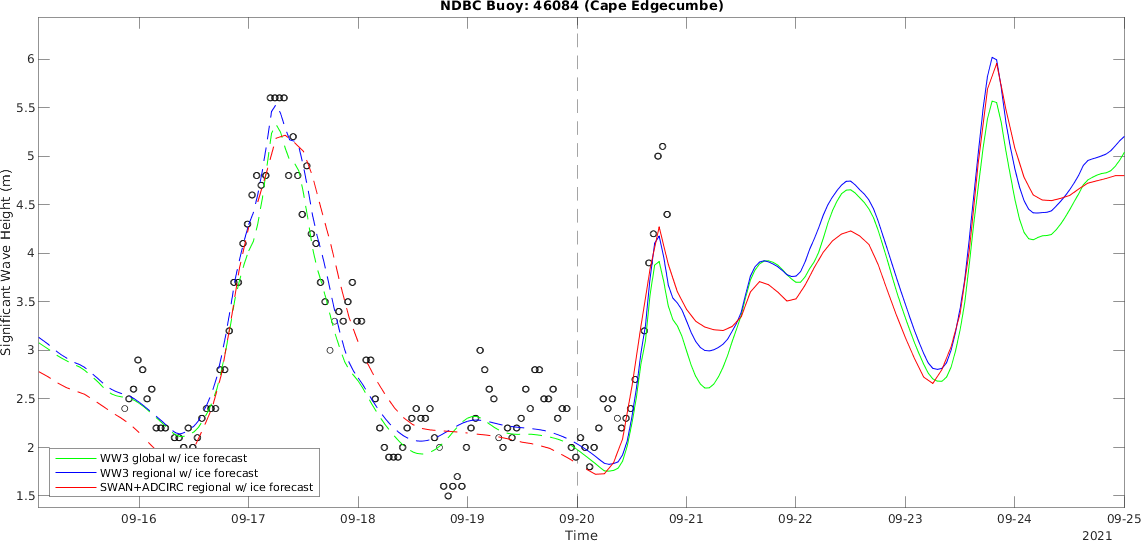 NDBC Buoy: 46084 (Cape Edgecumbe)
6
5.5
5
4.5
4
3.5
3
2.5
2
1.5
Significant Wave Height (m)
WW3 global w/ ice forecast
WW3 regional w/ ice forecast
SWAN+ADCIRC regional w/ ice forecast
09-16 09-17 09-18 09-19 09-20 09-21 09-22 09-23 09-24 09-25
Time
2021